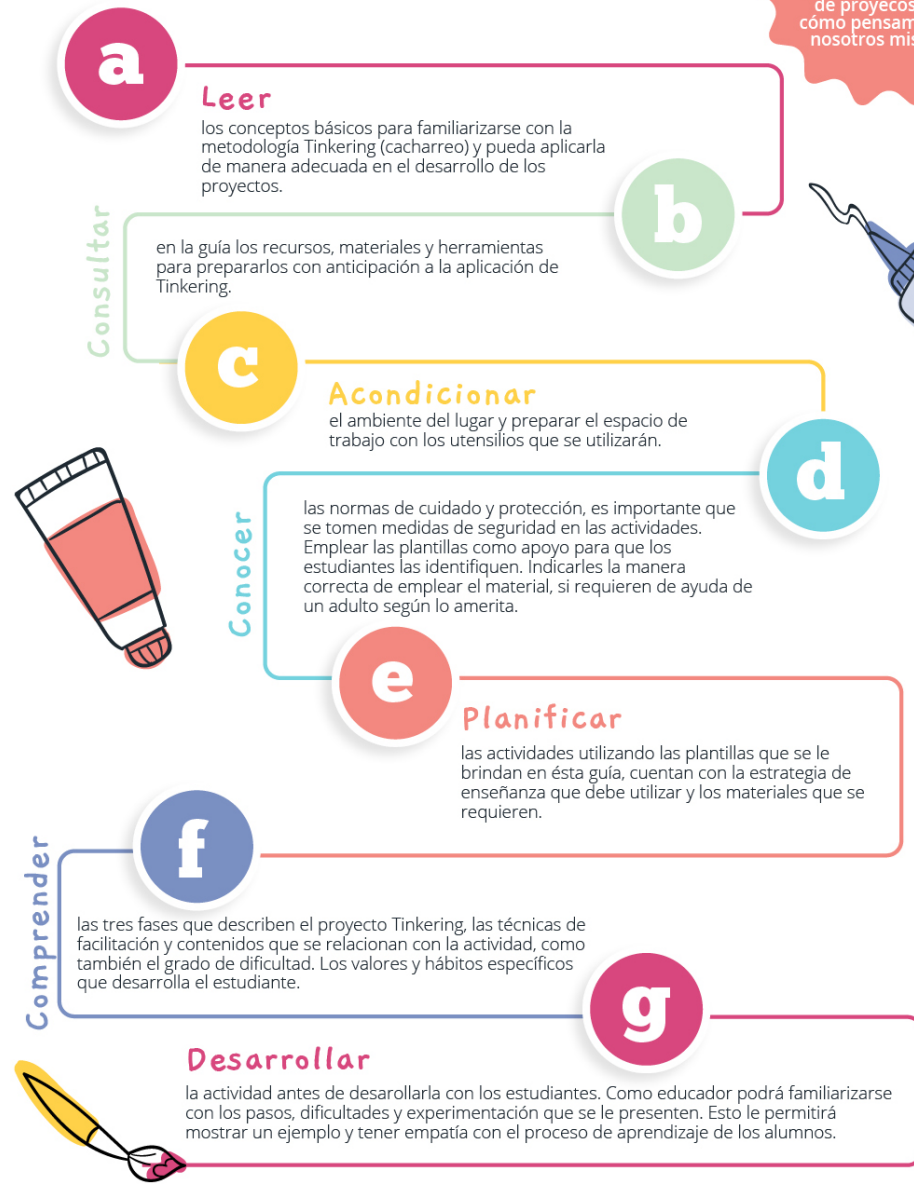 de proyecos
cómo
nosotros
a
Leer
los conceptos básicos para familiarizarse con la
metodología Tinkering (cacharreo) y pueda aplicarla
de manera adecuada en el desarrollo de los
proyectos.
b
Consultar
en la guía los recursos, materiales y herramientas
para prepararlos con anticipación a la aplicación de
Tinkering.
c
Acondicionar
el ambiente del lugar y preparar el espacio de
trabajo con los utensilios que se utilizarán.
d
Conocer
las normas de cuidado y protección, es importante que
se tomen medidas de seguridad en las actividades.
Emplear las plantillas como apoyo para que los
estudiantes las identifiquen. Indicarles la manera
correcta de emplear el material, si requieren de ayuda de
un adulto según lo amerita.
e
Planificar
las actividades utilizando las plantillas que se le
brindan en ésta guía, cuentan con la estrategia de
enseñanza que debe utilizar y los materiales que se
requieren.
f
Comprender
las tres fases que describen el proyecto Tinkering, las técnicas de
facilitación y contenidos que se relacionan con la actividad, como
también el grado de dificultad. Los valores y hábitos específicos
que desarrolla el estudiante.
g
Desarrollar
la actividad antes de desarollarla con los estudiantes. Como educador podrá familiarizarse
con los pasos, dificultades y experimentación que se le presenten. Esto le permitirá
mostrar un ejemplo y tener empatía con el proceso de aprendizaje de los alumnos.